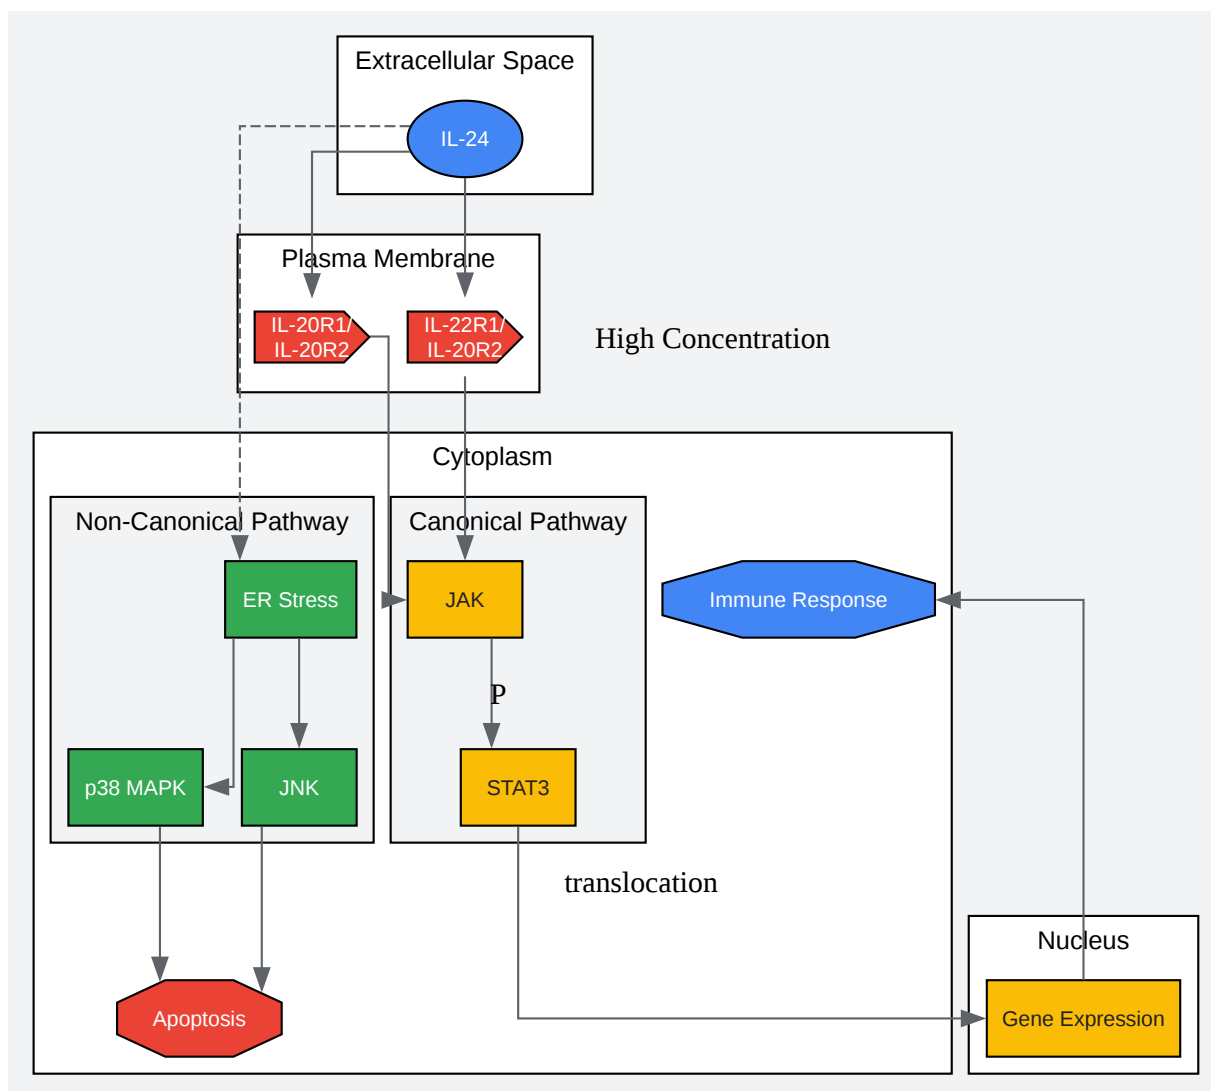 Extracellular Space
IL-24
Plasma Membrane
IL-20R1/
IL-20R2
IL-22R1/
IL-20R2
High Concentration
Cytoplasm
Non-Canonical Pathway
Canonical Pathway
ER Stress
JAK
Immune Response
P
p38 MAPK
JNK
STAT3
translocation
Nucleus
Apoptosis
Gene Expression